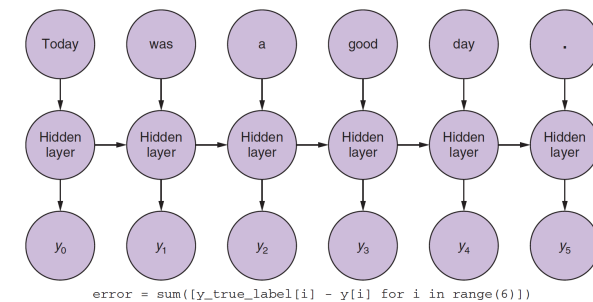 Today was a good day .
Hidden layer Hidden layer Hidden layer Hidden layer Hidden layer Hidden layer
y0 y1 y2 y3 y4 y5
error = sum([y_true_label[i] - y[i] for i in range(6)])